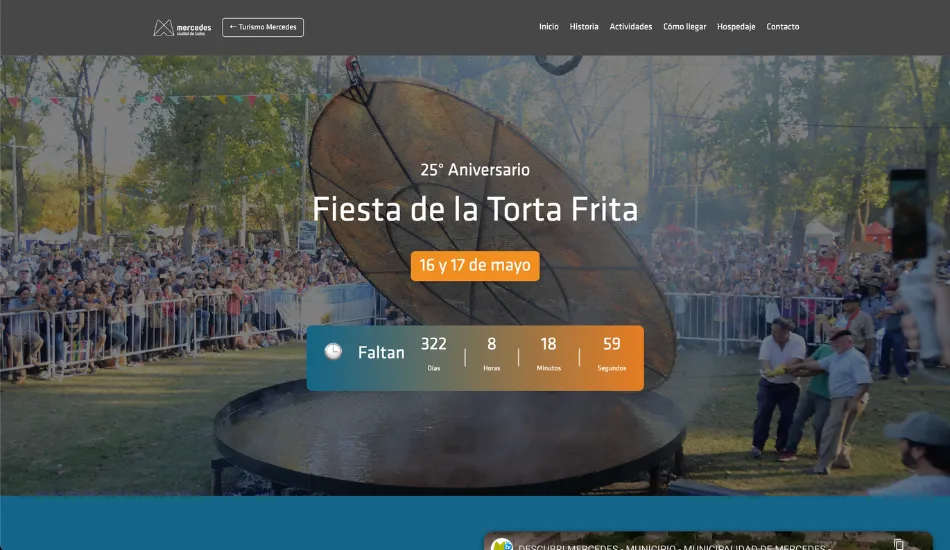 mercedes
ciudad de todos
← Turismo Mercedes
Inicio Historia Actividades Cómo llegar Hospedaje Contacto
25° Aniversario
Fiesta de la Torta Frita
16 y 17 de mayo
Faltan
322 8 18 59
Días Horas Minutos Segundos
DESCUBRI MERCEDES - MUNICIPIO - MUNICIPALIDAD DE MERCEDES -